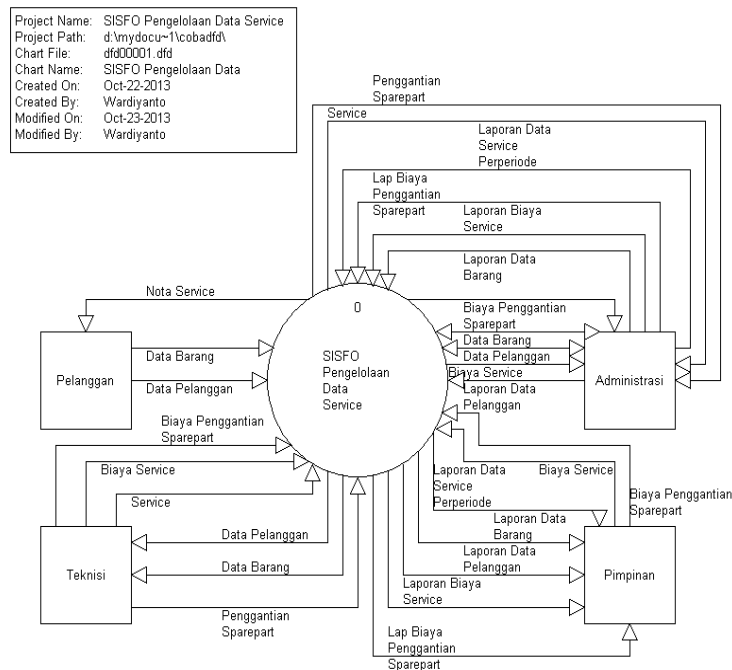 Project Name: SISFO Pengelolaan Data Service
Project Path: d:\mydocu~1\cobadfd\
Chart File: dfd00001.dfd
Chart Name: SISFO Pengelolaan Data
Created On: Oct-22-2013
Created By: Wardiyanto
Modified On: Oct-23-2013
Modified By: Wardiyanto
Penggantian
Sparepart
Service
Laporan Data
Service
Perperiode
Lap Biaya
Penggantian
Sparepart
Laporan Biaya
Service
Laporan Data
Barang
Nota Service
0
SISFO
Pengelolaan
Data
Service
Biaya Penggantian
Sparepart
Data Barang
Data Pelanggan
Biaya Service
Laporan Data
Pelanggan
Administrasi
Pelanggan
Data Barang
Data Pelanggan
Biaya Penggantian
Sparepart
Biaya Service
Service
Teknisi
Data Pelanggan
Data Barang
Penggantian
Sparepart
Laporan Data
Service
Perperiode
Biaya Service
Biaya Penggantian
Sparepart
Laporan Data
Barang
Laporan Data
Pelanggan
Laporan Biaya
Service
Pimpinan
Lap Biaya
Penggantian
Sparepart